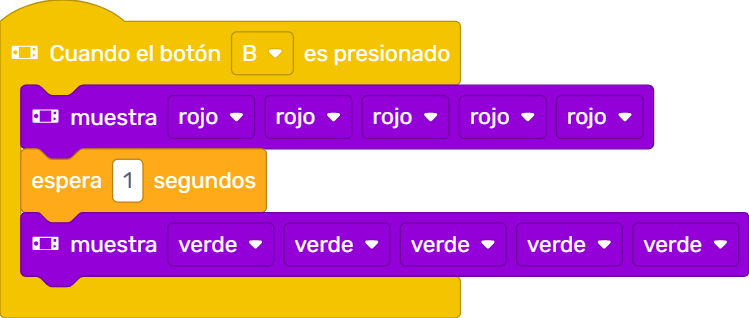 Cuando el botón B es presionado
muestra rojo rojo rojo rojo rojo
espera 1 segundos
muestra verde verde verde verde verde